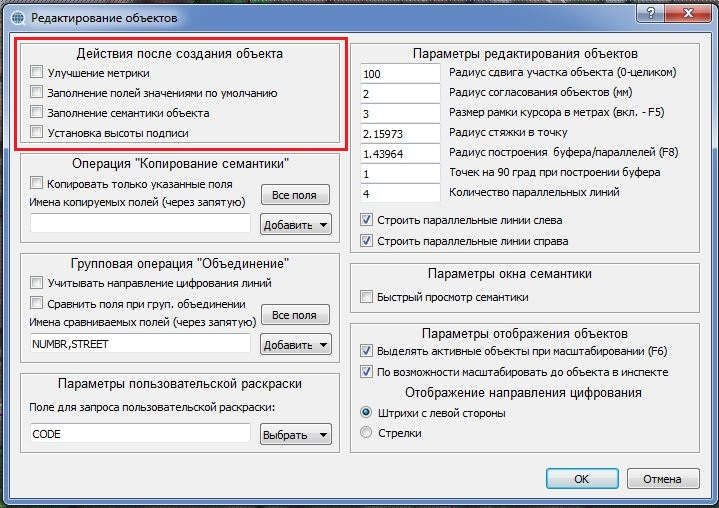 Редактирование объектов
Действия после создания объекта
Улучшение метрики
Заполнение полей значениями по умолчанию
Заполнение семантики объекта
Установка высоты подписи
Операция "Копирование семантики"
Копировать только указанные поля
Имена копируемых полей (через запятую)
Все поля
Добавить
Групповая операция "Объединение"
Учитывать направление цифрования линий
Сравнить поля при груп. объединении
Имена сравниваемых полей (через запятую)
Все поля
NUMBR,STREET
Добавить
Параметры пользовательской раскраски
Поле для запроса пользовательской раскраски:
CODE
Выбрать
Параметры редактирования объектов
100 Радиус сдвига участка объекта (0-целиком)
2 Радиус согласования объектов (мм)
3 Размер рамки курсора в метрах (вкл. - F5)
2.15973 Радиус стяжки в точку
1.43964 Радиус построения буфера/параллелей (F8)
1 Точек на 90 град при построении буфера
4 Количество параллельных линий
Строить параллельные линии слева
Строить параллельные линии справа
Параметры окна семантики
Быстрый просмотр семантики
Параметры отображения объектов
Выделять активные объекты при масштабировании (F6)
По возможности масштабировать до объекта в инспекте
Отображение направления цифрования
Штрихи с левой стороны
Стрелки
OK
Отмена